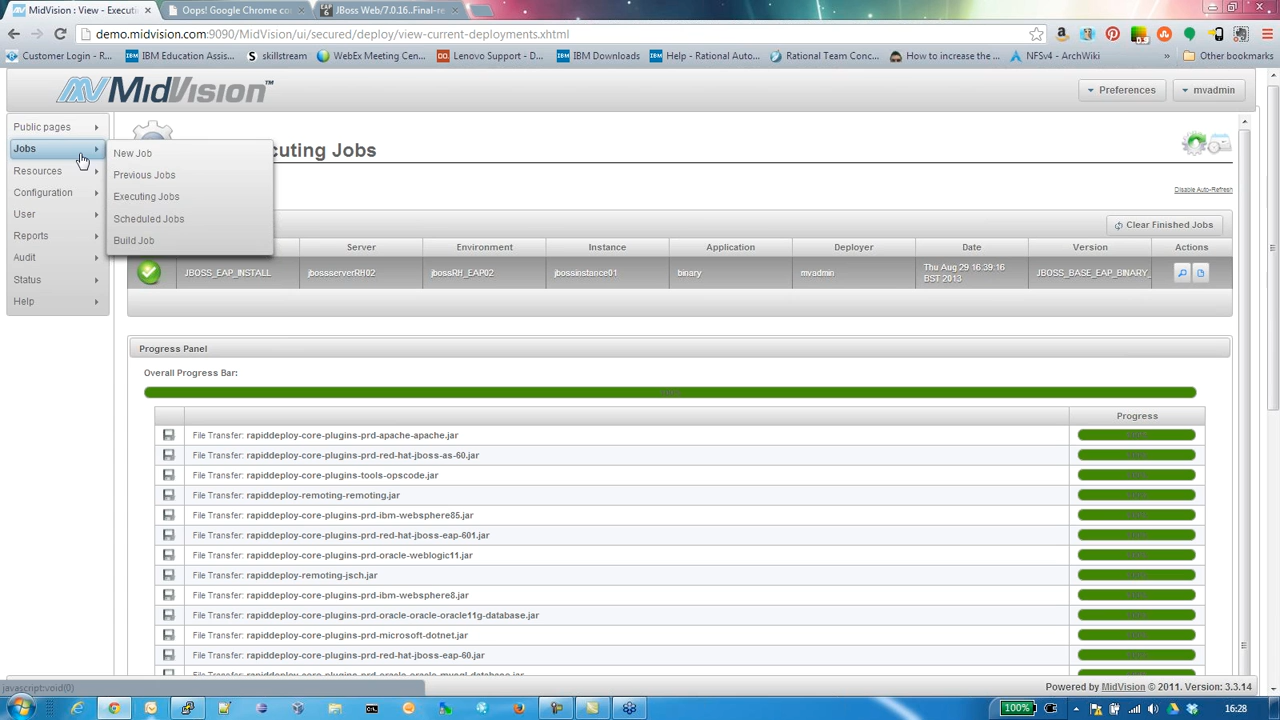 MidVision : View - Executi
Oops! Google Chrome co
JBoss Web/7.0.16..Final-re
demo.midvision.com:9090/MidVision/ui/secured/deploy/view-current-deployments.xhtml
Customer Login - R...
IBM Education Assis...
skillstream
WebEx Meeting Cen...
Lenovo Support - D...
IBM Downloads
Help - Rational Auto...
Rational Team Conc...
How to increase the ...
NFSv4 - ArchWiki
»
Other bookmarks
MidVision™
Preferences
mvadmin
Public pages
Jobs
Resources
Configuration
User
Reports
Audit
Status
Help
New Job
Previous Jobs
Executing Jobs
Scheduled Jobs
Build Job
cuting Jobs
Disable Auto-Refresh
Clear Finished Jobs
Server Environment Instance Application Deployer Date Version Actions
JBOSS_EAP_INSTALL jbossserverRH02 jbossRH_EAP02 jbossinstance01 binary mvadmin Thu Aug 29 16:39:16 BST 2013 JBOSS_BASE_EAP_BINARY_
Progress Panel
Overall Progress Bar:
Progress
File Transfer: rapiddeploy-core-plugins-prd-apache-apache.jar
File Transfer: rapiddeploy-core-plugins-prd-red-hat-jboss-as-60.jar
File Transfer: rapiddeploy-core-plugins-tools-opscode.jar
File Transfer: rapiddeploy-remoting-remoting.jar
File Transfer: rapiddeploy-core-plugins-prd-ibm-websphere85.jar
File Transfer: rapiddeploy-core-plugins-prd-red-hat-jboss-eap-601.jar
File Transfer: rapiddeploy-core-plugins-prd-oracle-weblogic11.jar
File Transfer: rapiddeploy-remoting-jsch.jar
File Transfer: rapiddeploy-core-plugins-prd-ibm-websphere8.jar
File Transfer: rapiddeploy-core-plugins-prd-oracle-oracle11g-database.jar
File Transfer: rapiddeploy-core-plugins-prd-microsoft-dotnet.jar
File Transfer: rapiddeploy-core-plugins-prd-red-hat-jboss-eap-60.jar
File Transfer: rapiddeploy-core-plugins-prd-oracle-oracle-mysql-database.jar
javascript:void(0)
Powered by MidVision © 2011. Version: 3.3.14
100%
16:28